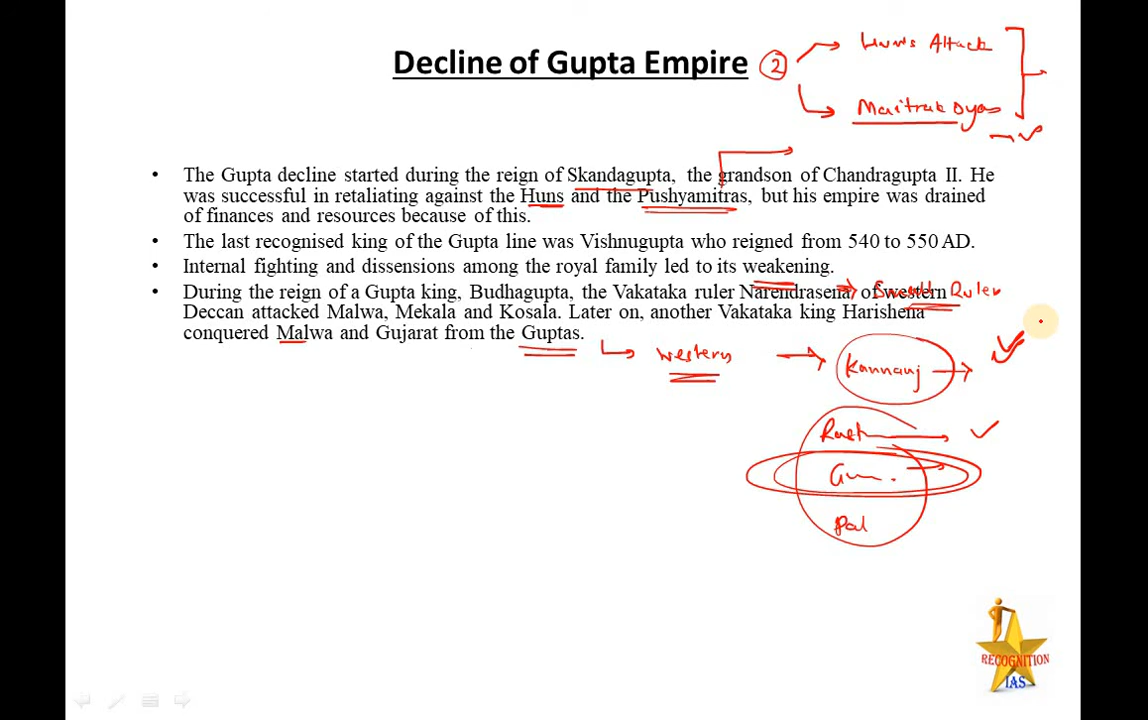 Decline of Gupta Empire
2
Huns Attack
Maitrak Dyas
• The Gupta decline started during the reign of Skandagupta, the grandson of Chandragupta II. He
was successful in retaliating against the Huns and the Pushyamitras, but his empire was drained
of finances and resources because of this.
• The last recognised king of the Gupta line was Vishnugupta who reigned from 540 to 550 AD.
• Internal fighting and dissensions among the royal family led to its weakening.
• During the reign of a Gupta king, Budhagupta, the Vakataka ruler Narendrasena of western
Ruler
Deccan attacked Malwa, Mekala and Kosala. Later on, another Vakataka king Harishena
conquered Malwa and Gujarat from the Guptas.
western
Kannauj
Rast
Pal
RECOGNITION
IAS